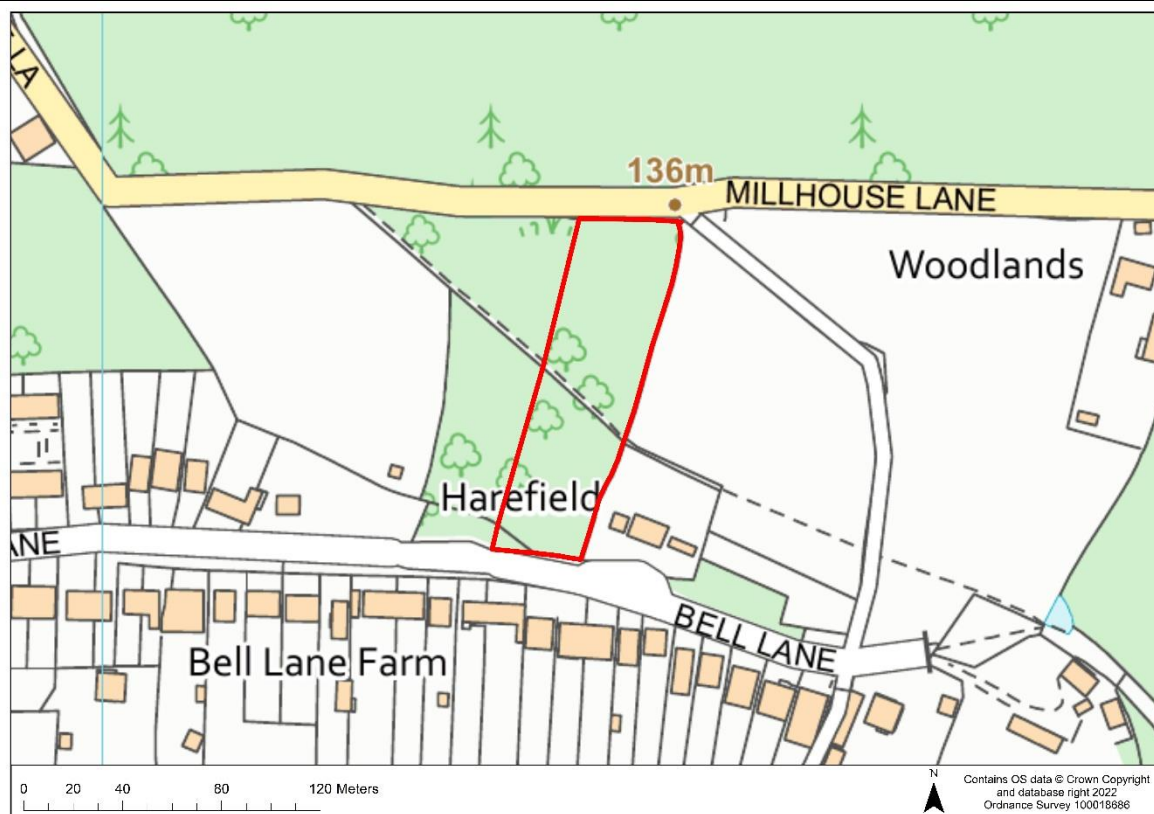 LA
136m
MILLHOUSE LANE
Woodlands
Harefield
ANE
BELL LANE
Bell Lane Farm
0 20 40 80 120 Meters
N
Contains OS data © Crown Copyright
and database right 2022
Ordnance Survey 100018686